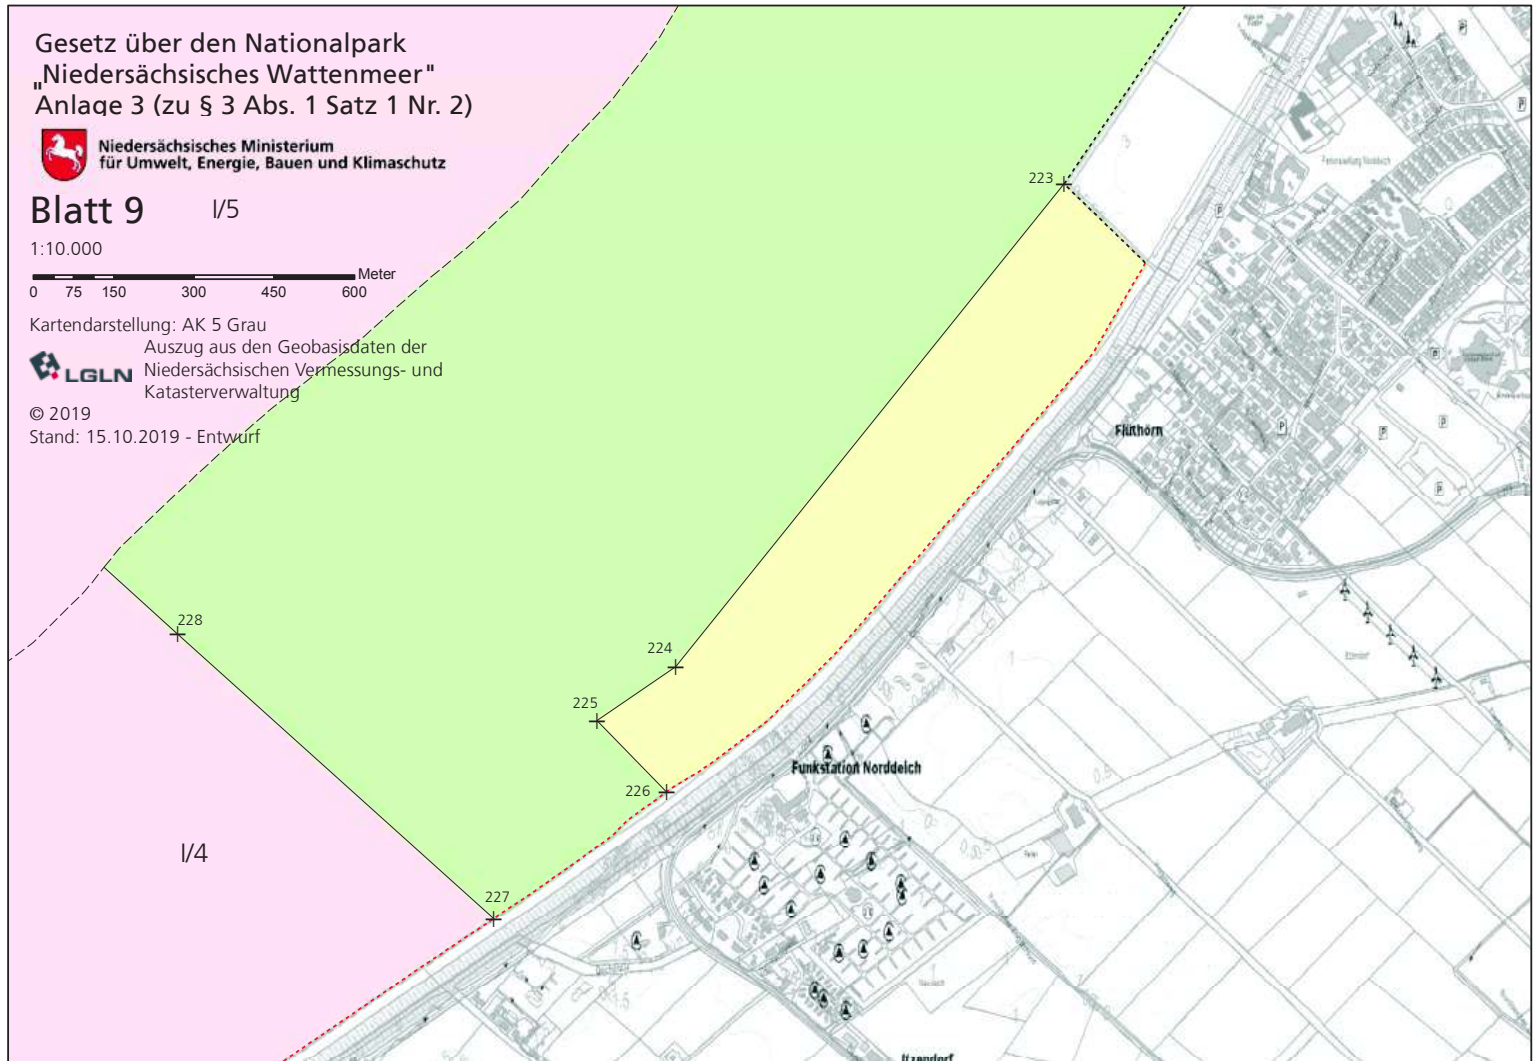 Gesetz über den Nationalpark
„Niedersächsisches Wattenmeer"
Anlage 3 (zu § 3 Abs. 1 Satz 1 Nr. 2)
Niedersächsisches Ministerium
für Umwelt, Energie, Bauen und Klimaschutz
Blatt 9 I/5
1:10.000
Meter
0 75 150 300 450 600
Kartendarstellung: AK 5 Grau
Auszug aus den Geobasisdaten der
LGLN Niedersächsischen Vermessungs- und
Katasterverwaltung
© 2019
Stand: 15.10.2019 - Entwurf
223
Ferensiedlung Norddeich
Flüthörn
228
224
225
226
Funkstation Norddeich
I/4
227
Itzendorf